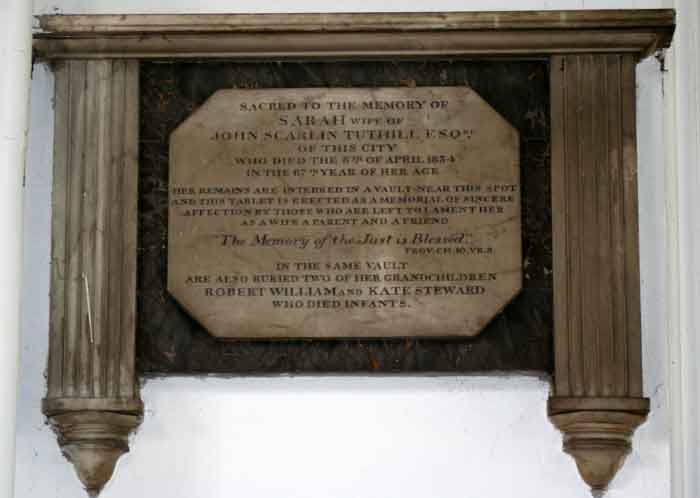 SACRED TO THE MEMORY OF
SARAH WIFE OF
JOHN SCARLIN TUTHILL, ESQR.
OF THIS CITY
WHO DIED THE 8TH OF APRIL 1834
IN THE 67TH YEAR OF HER AGE
HER REMAINS ARE INTERRED IN A VAULT NEAR THIS SPOT
AND THIS TABLET IS ERECTED AS A MEMORIAL OF SINCERE
AFFECTION BY THOSE WHO ARE LEFT TO LAMENT HER
AS A WIFE A PARENT AND A FRIEND
"The Memory of the Just is Blessed".
PROV. CH. 10. VR. 8.
IN THE SAME VAULT
ARE ALSO BURIED TWO OF HER GRANDCHILDREN
ROBERT WILLIAM AND KATE STEWARD
WHO DIED INFANTS.